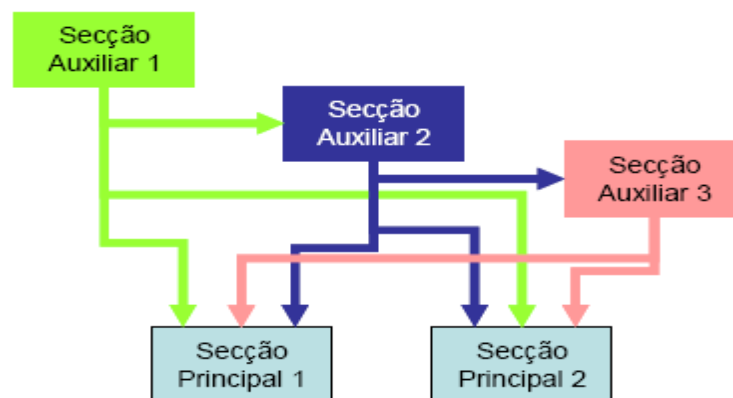 Secção
Auxiliar 1
Secção
Auxiliar 2
Secção
Auxiliar 3
Secção
Principal 1
Secção
Principal 2